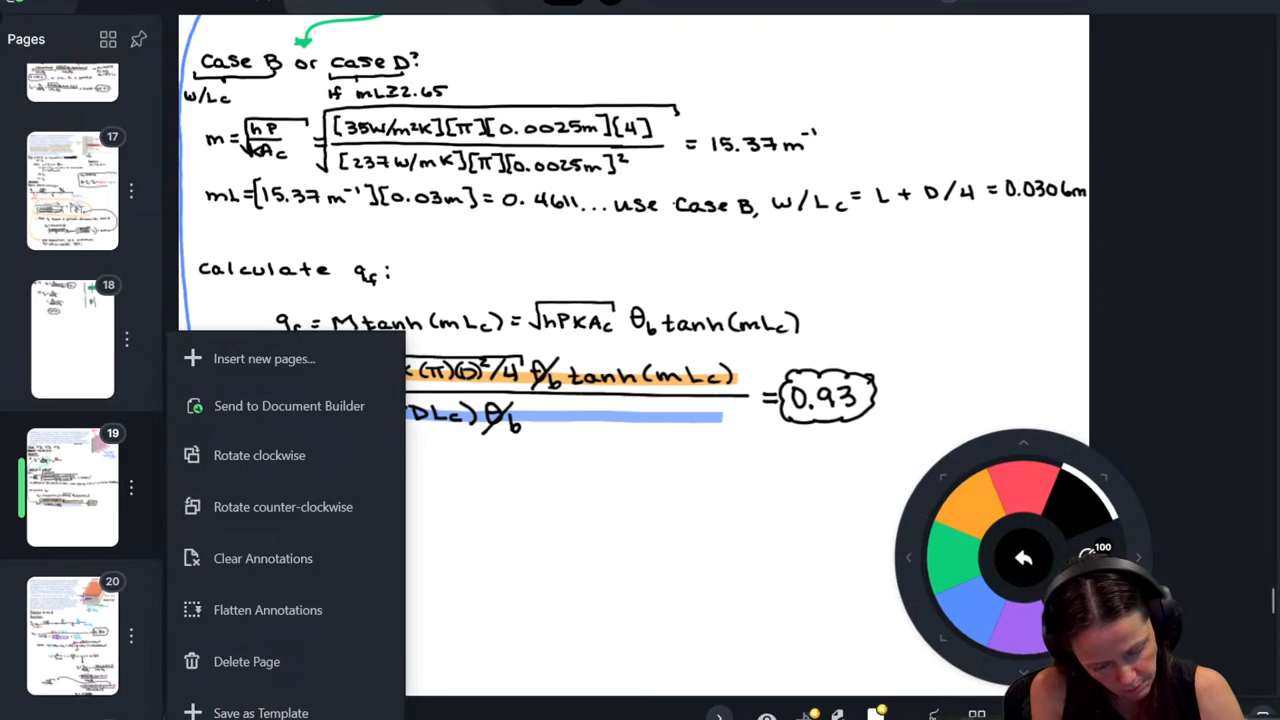 Pages
17
18
19
20
Case B or case D?
w/Lc
If mL≥2.65
m = √hP/kAc = √[35W/m²K][π][0.0025m][4] / [237 W/mK][π][0.0025m]² = 15.37 m⁻¹
mL=[15.37 m⁻¹][0.03m] = 0.4611... use case B, w/Lc = L + D/4 = 0.0306m
Calculate qf:
qf = M tanh(mLc) = √hPKAc θb tanh(mLc)
(π)(D)²/4 θb tanh(mLc)
DLc) θb
= 0.93
Insert new pages...
Send to Document Builder
Rotate clockwise
Rotate counter-clockwise
Clear Annotations
Flatten Annotations
Delete Page
Save as Template
100